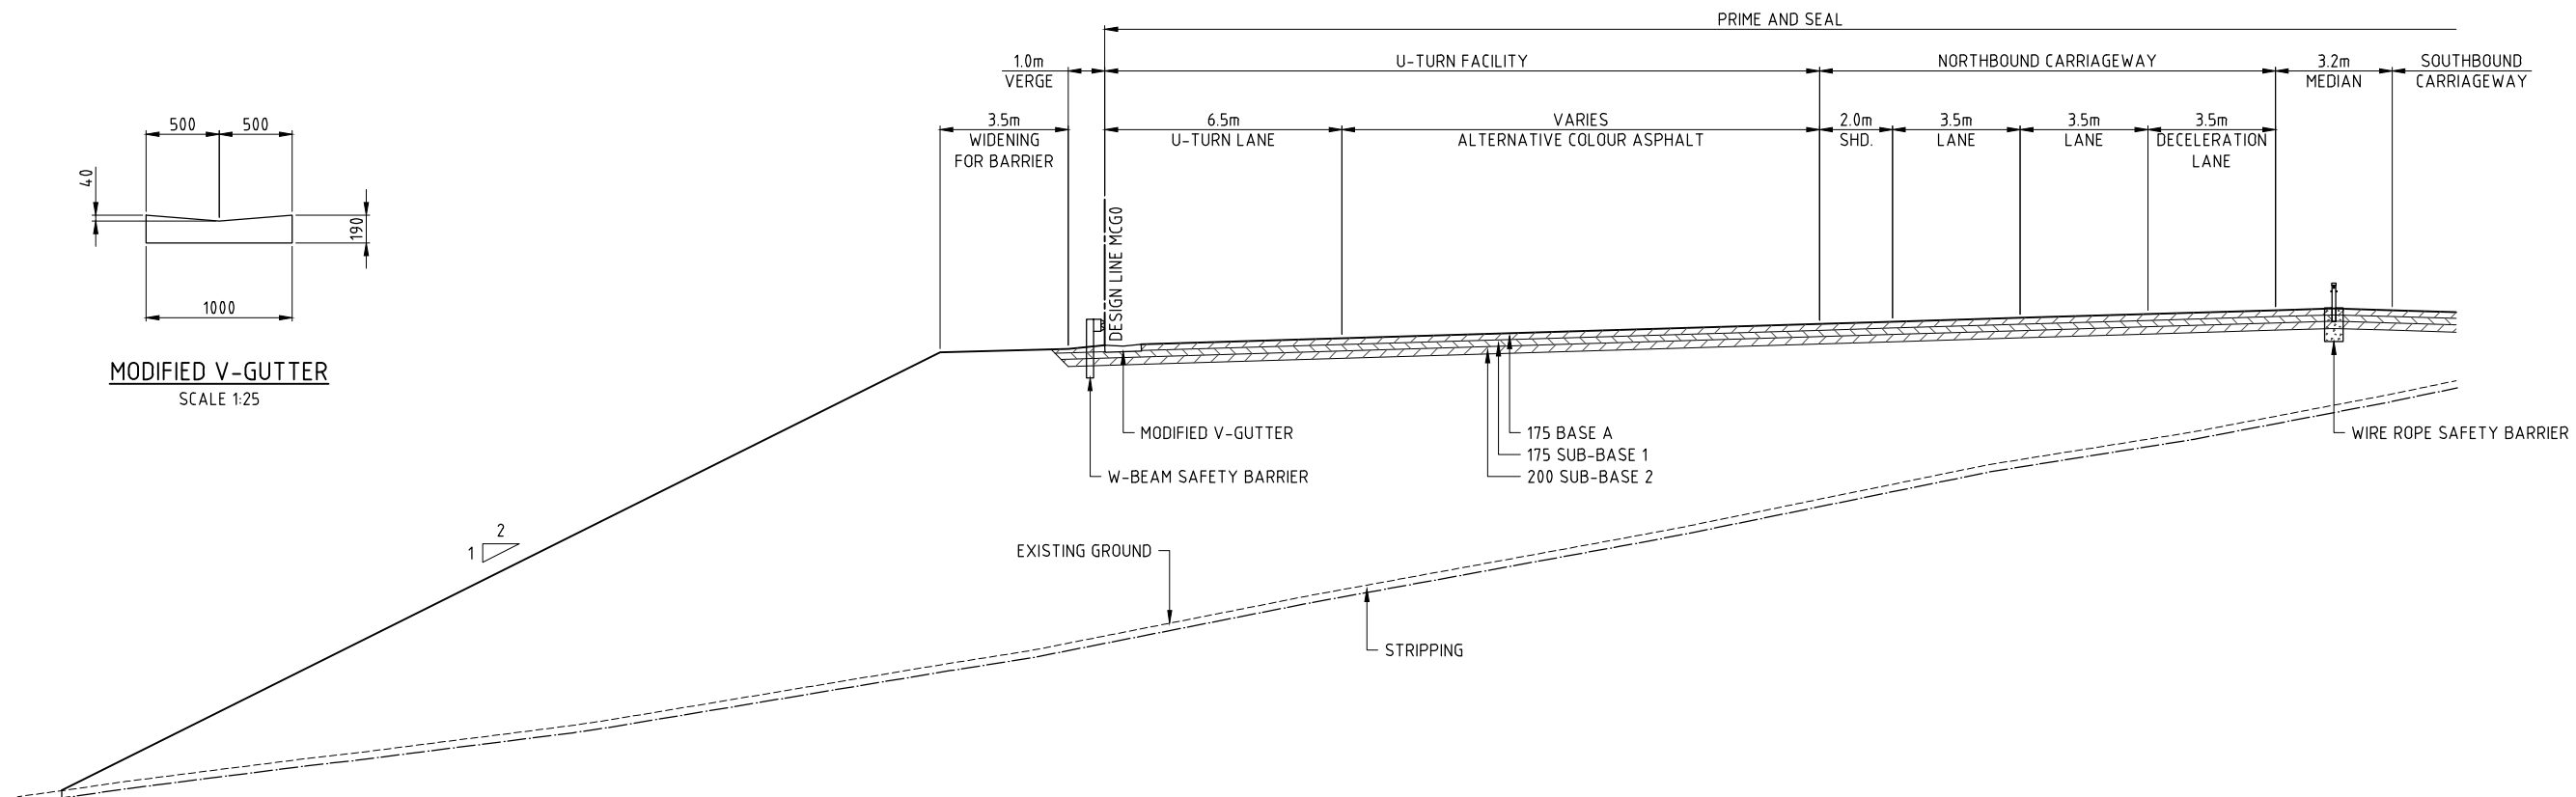 PRIME AND SEAL
1.0m
VERGE
U-TURN FACILITY
NORTHBOUND CARRIAGEWAY
3.2m
MEDIAN
SOUTHBOUND
CARRIAGEWAY
3.5m
WIDENING
FOR BARRIER
6.5m
U-TURN LANE
VARIES
ALTERNATIVE COLOUR ASPHALT
2.0m
SHD.
3.5m
LANE
3.5m
LANE
3.5m
DECELERATION
LANE
500
500
40
190
1000
MODIFIED V-GUTTER
SCALE 1:25
DESIGN LINE MCG0
MODIFIED V-GUTTER
W-BEAM SAFETY BARRIER
175 BASE A
175 SUB-BASE 1
200 SUB-BASE 2
WIRE ROPE SAFETY BARRIER
2
1
EXISTING GROUND
STRIPPING